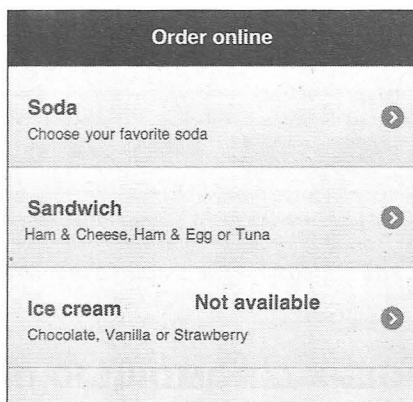 Order online
Soda
Choose your favorite soda
Sandwich
Ham & Cheese, Ham & Egg or Tuna
Ice cream Not available
Chocolate, Vanilla or Strawberry